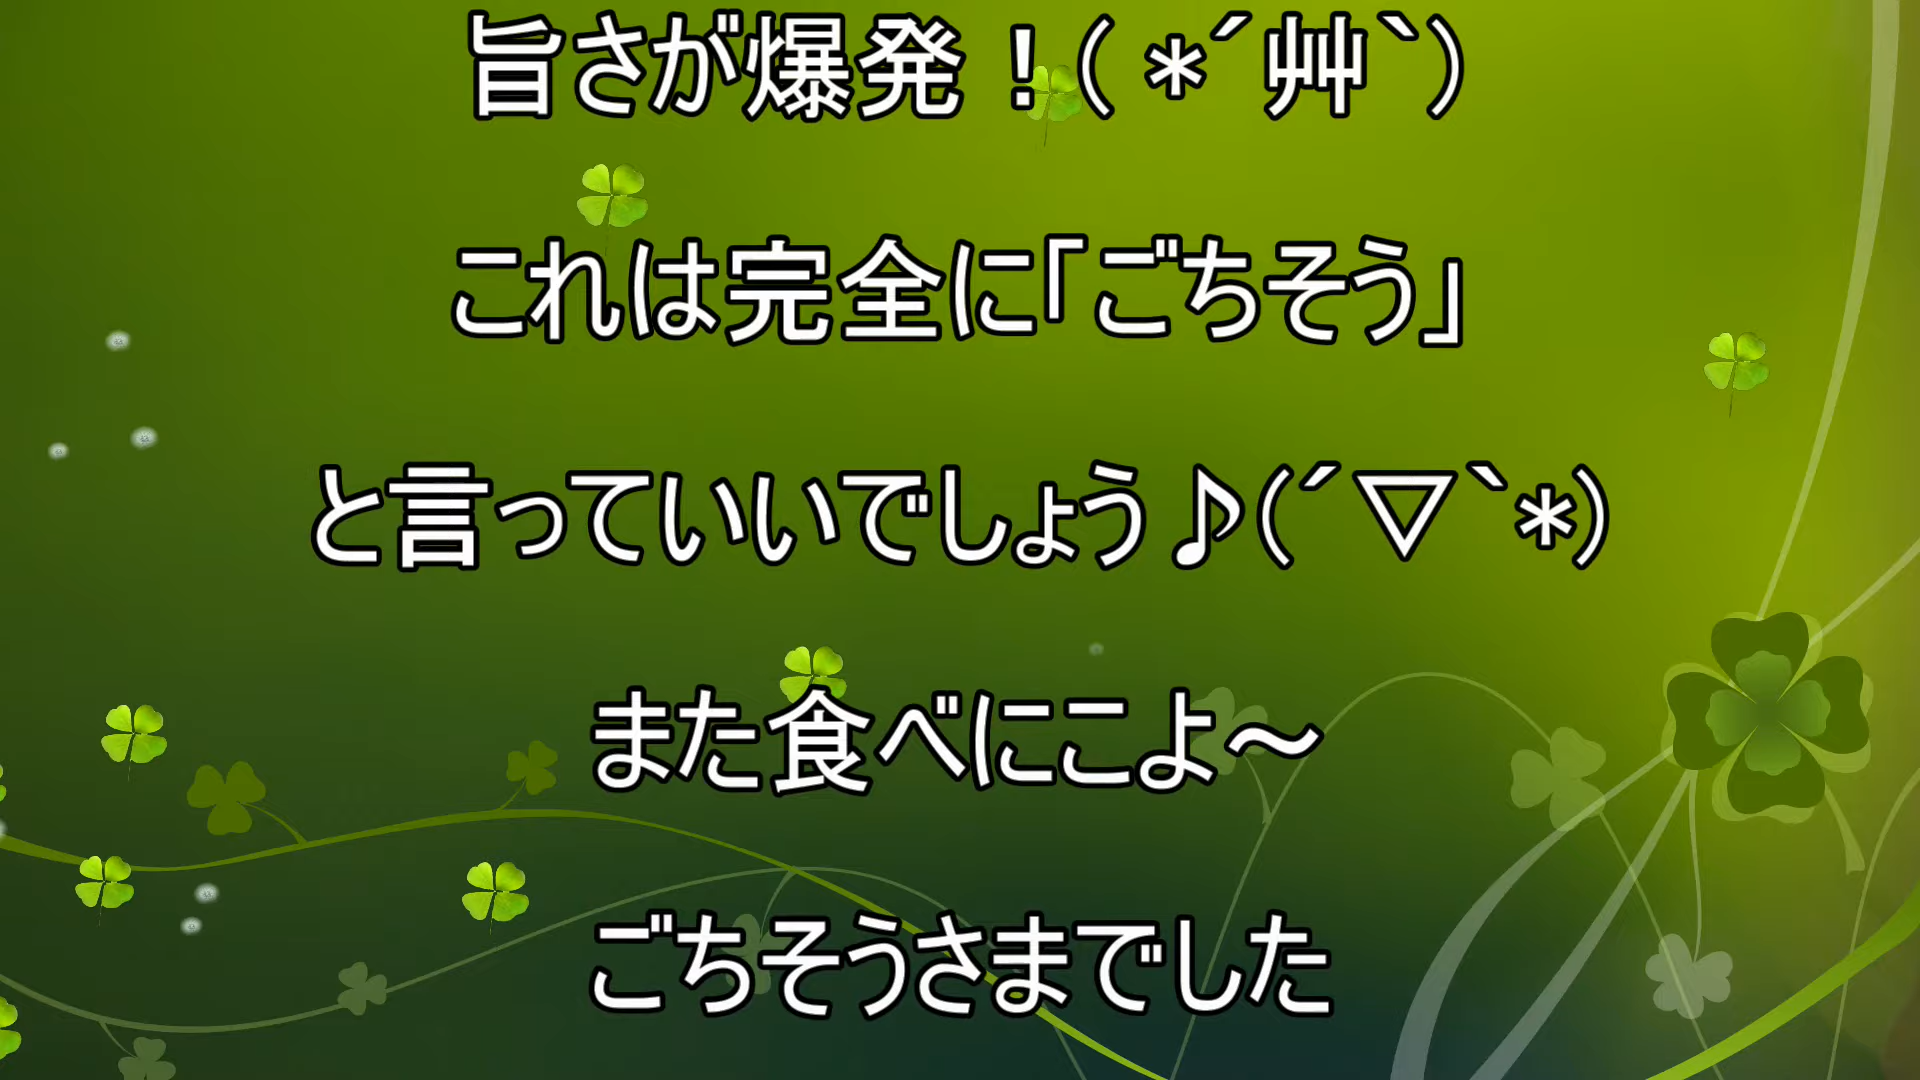 旨さが爆発！( *´艸`)
これは完全に｢ごちそう｣
と言っていいでしょう♪(´▽`*)
また食べにこよ～
ごちそうさまでした